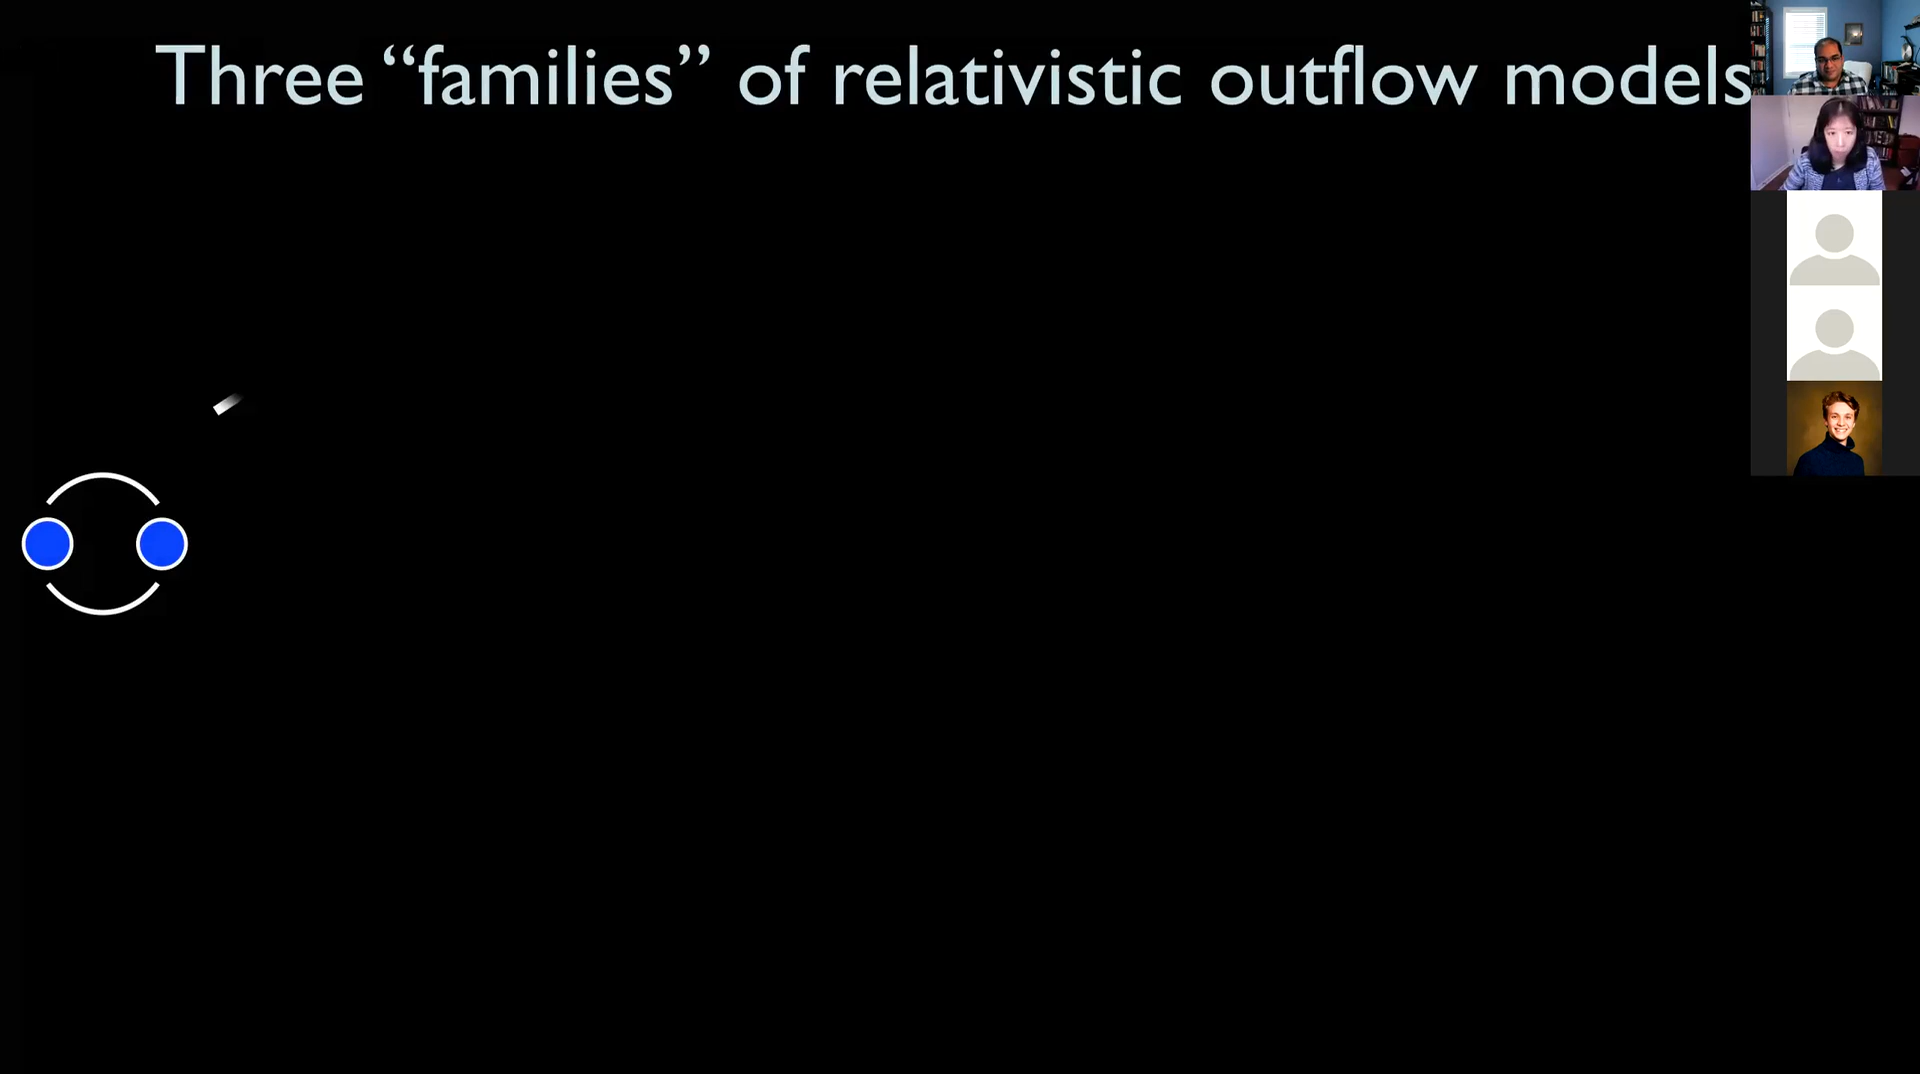 Three “families” of relativistic outflow models